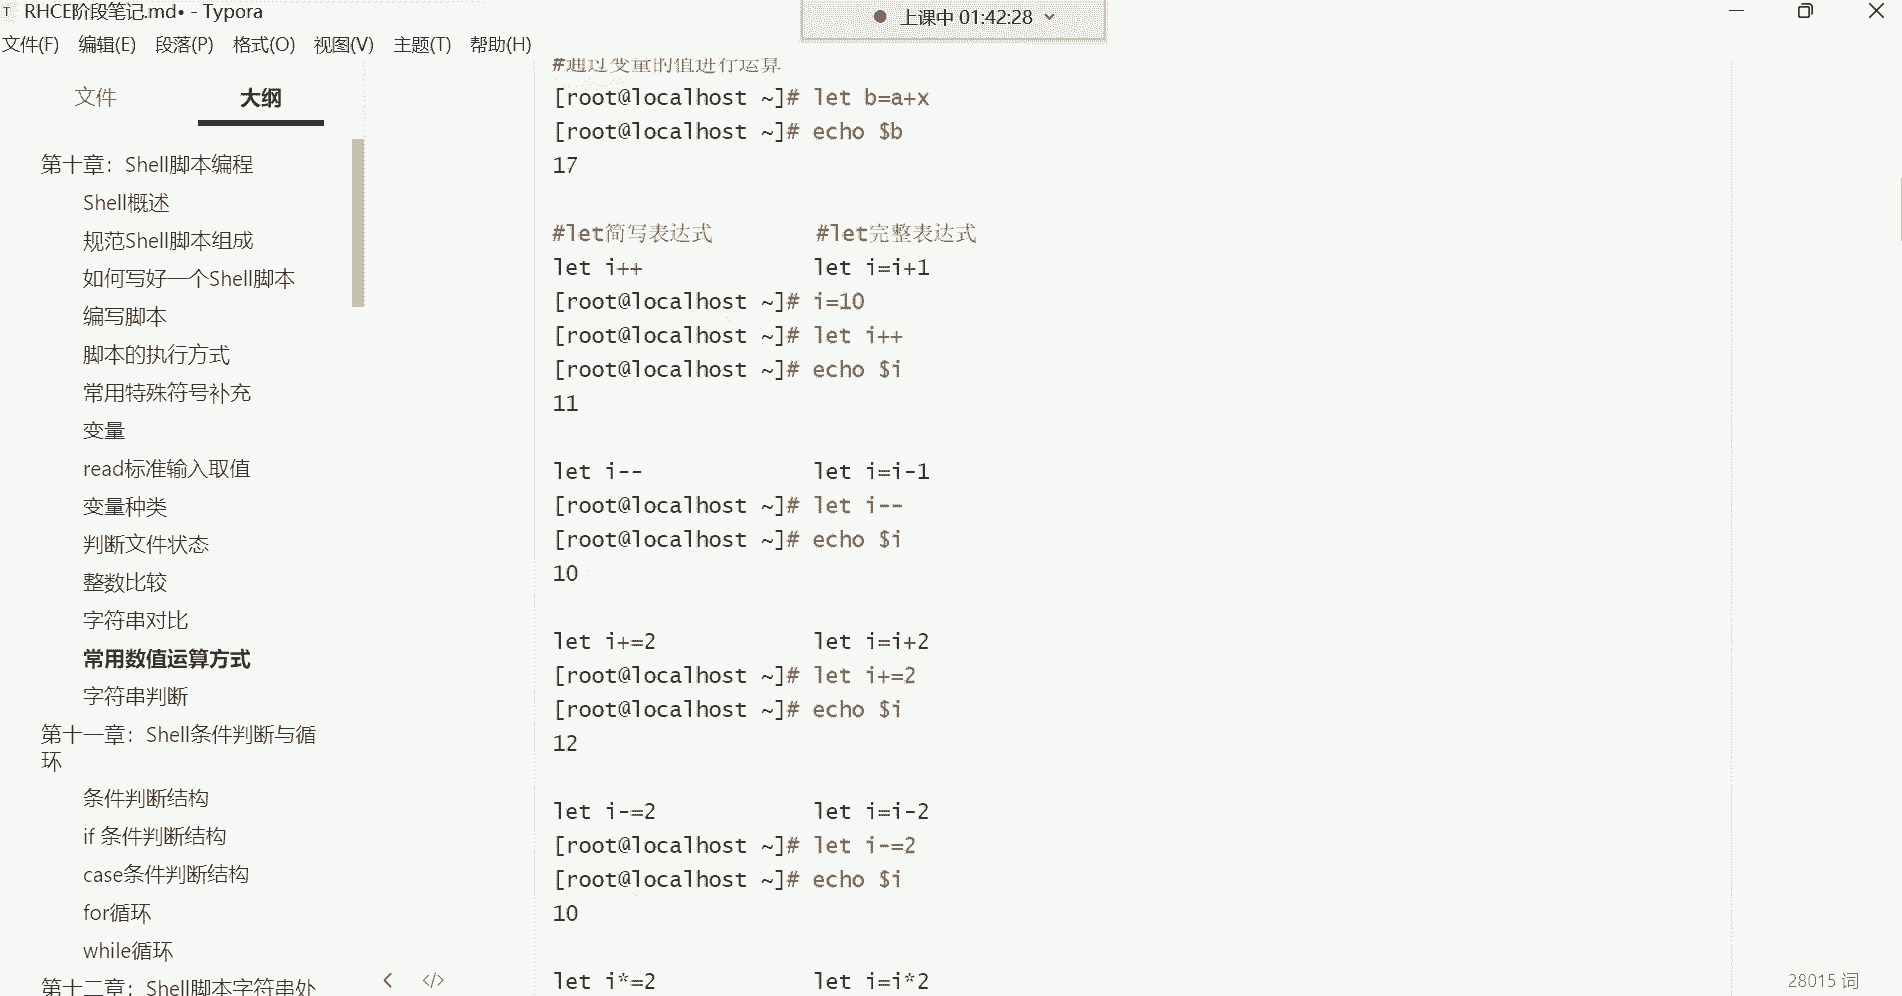 RHCE阶段笔记.md• - Typora
上课中 01:42:28
文件(F) 编辑(E) 段落(P) 格式(O) 视图(V) 主题(T) 帮助(H)
文件 大纲
第十章：Shell脚本编程
Shell概述
规范Shell脚本组成
如何写好一个Shell脚本
编写脚本
脚本的执行方式
常用特殊符号补充
变量
read标准输入取值
变量种类
判断文件状态
整数比较
字符串对比
常用数值运算方式
字符串判断
第十一章：Shell条件判断与循
环
条件判断结构
if 条件判断结构
case条件判断结构
for循环
while循环
第十二章：Shell脚本字符串处
#通过变量的值进行运算
[root@localhost ~]# let b=a+x
[root@localhost ~]# echo $b
17
#let简写表达式 #let完整表达式
let i++ let i=i+1
[root@localhost ~]# i=10
[root@localhost ~]# let i++
[root@localhost ~]# echo $i
11
let i-- let i=i-1
[root@localhost ~]# let i--
[root@localhost ~]# echo $i
10
let i+=2 let i=i+2
[root@localhost ~]# let i+=2
[root@localhost ~]# echo $i
12
let i-=2 let i=i-2
[root@localhost ~]# let i-=2
[root@localhost ~]# echo $i
10
let i*=2 let i=i*2
28015 词